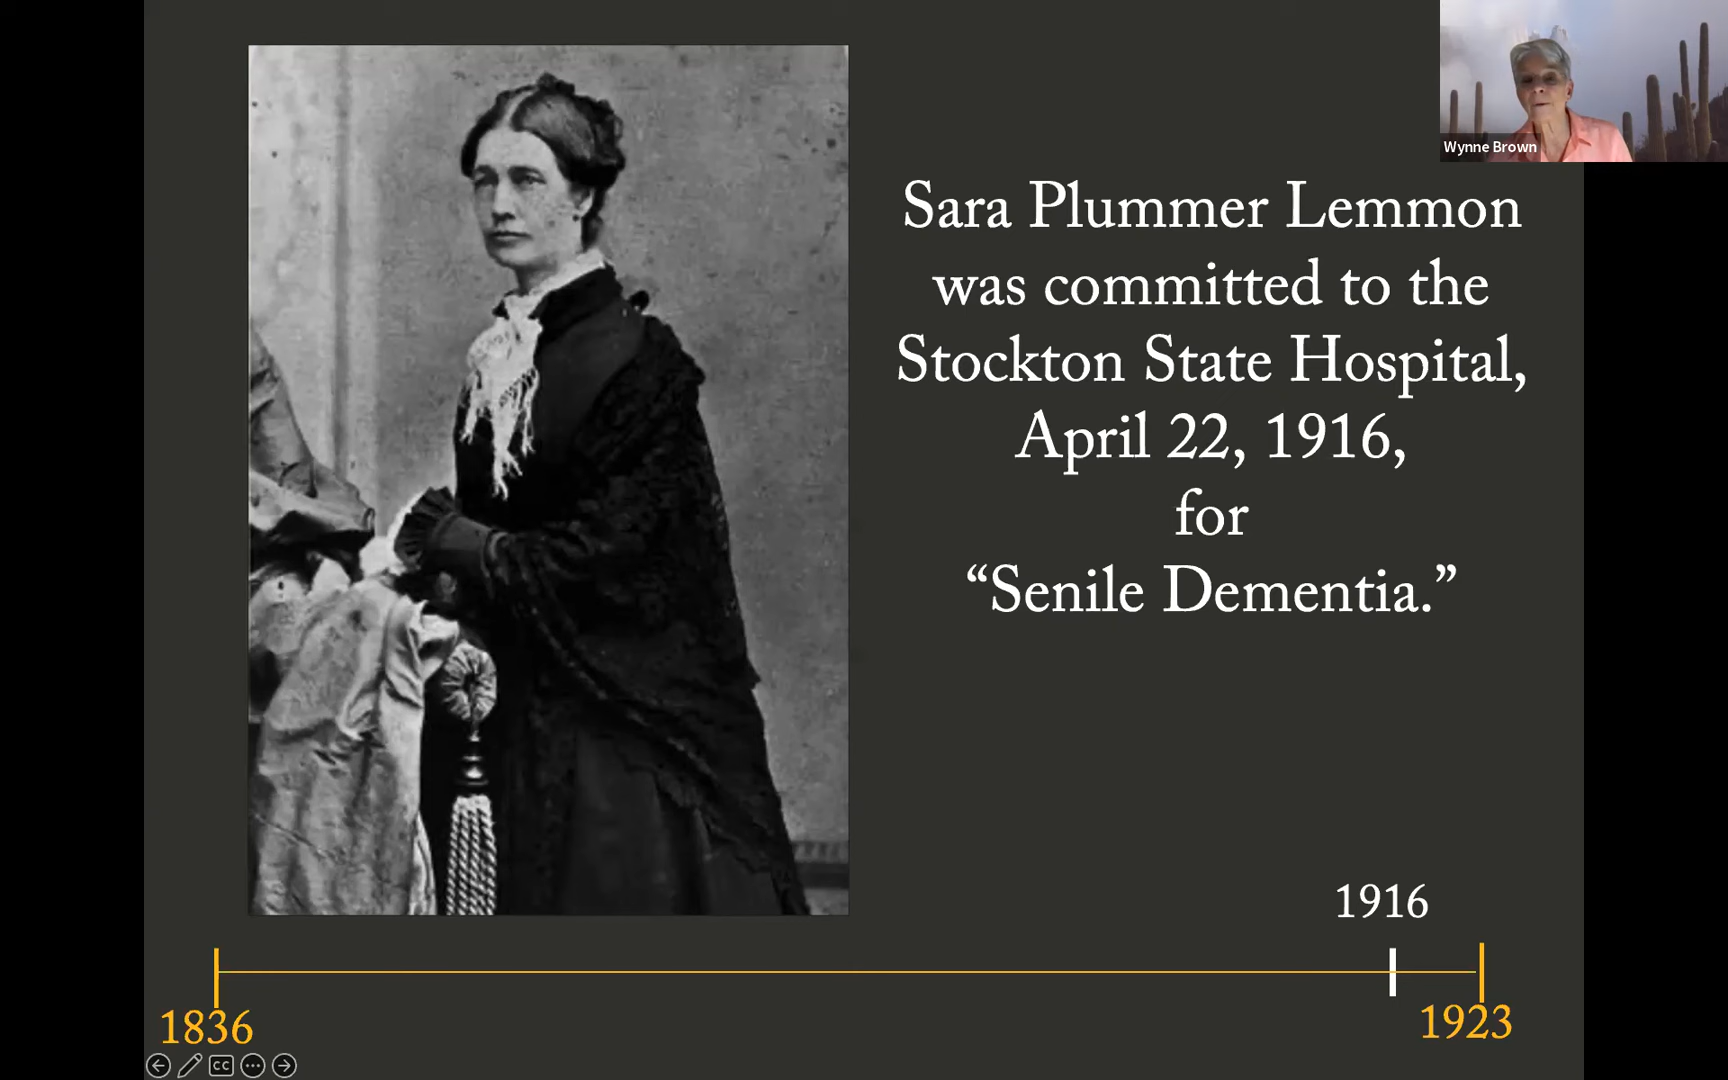 Wynne Brown
Sara Plummer Lemmon
was committed to the
Stockton State Hospital,
April 22, 1916,
for
“Senile Dementia.”
1916
1836
1923
CC